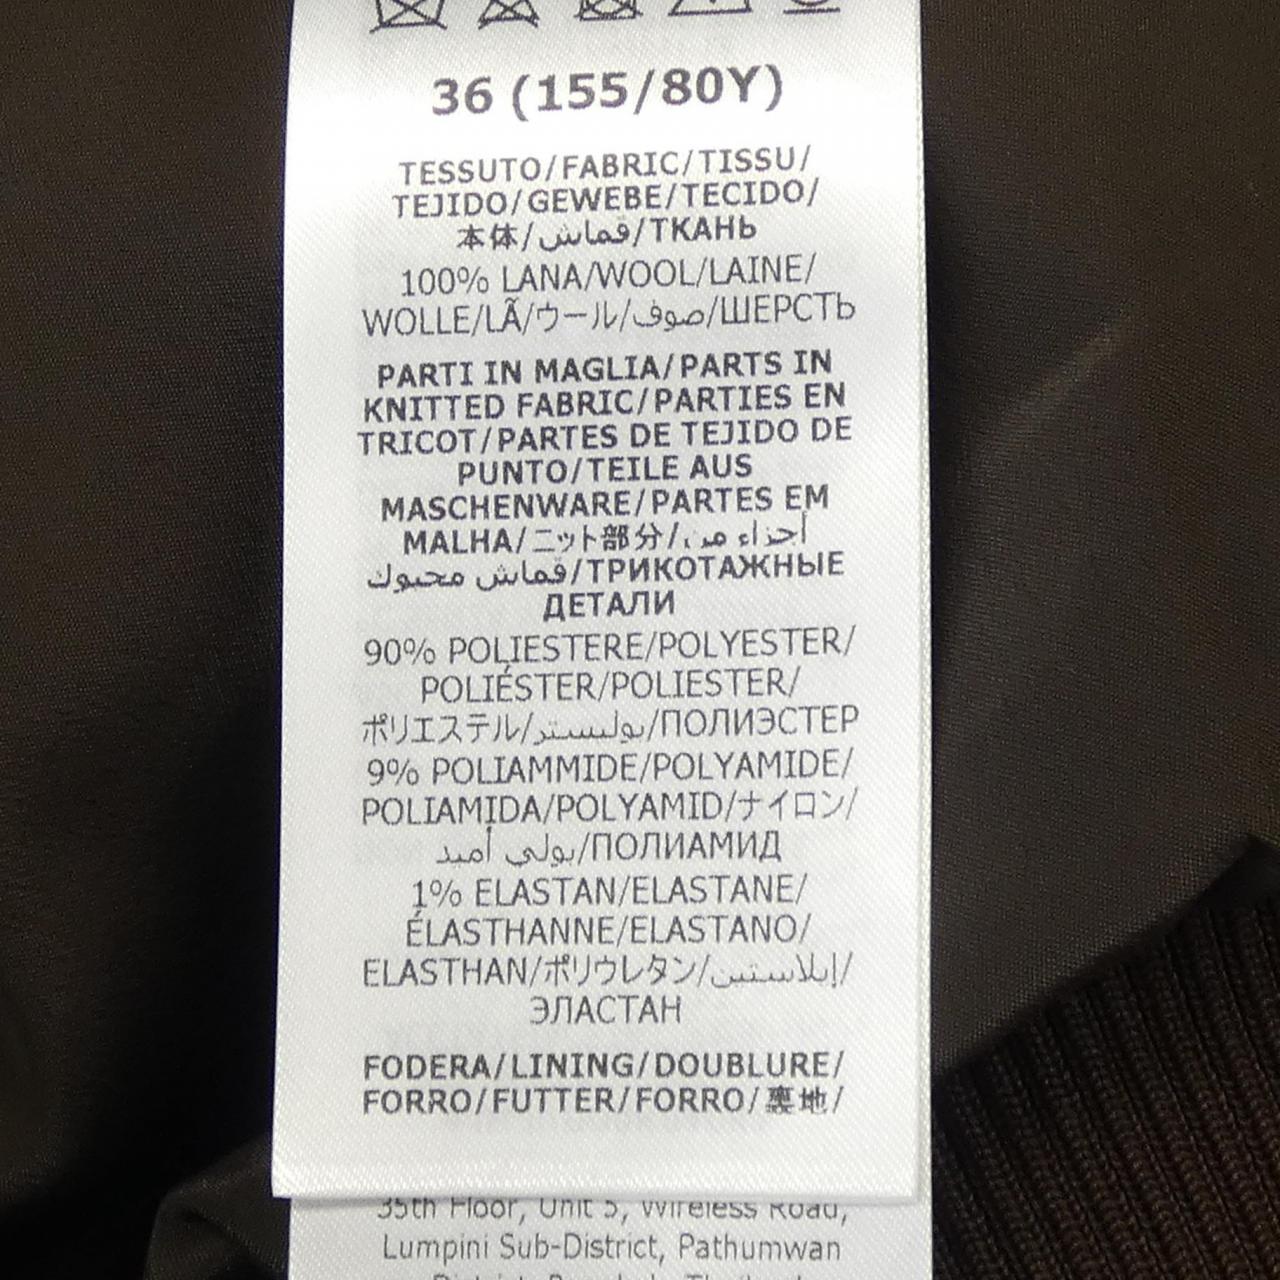 36 (155/80Y)
TESSUTO/FABRIC/TISSU/
TEJIDO/GEWEBE/TECIDO/
本体/قماش/ТКАНЬ
100% LANA/WOOL/LAINE/
WOLLE/LÃ/ウール/صوف/ШЕРСТЬ
PARTI IN MAGLIA/PARTS IN
KNITTED FABRIC/PARTIES EN
TRICOT/PARTES DE TEJIDO DE
PUNTO/TEILE AUS
MASCHENWARE/PARTES EM
MALHA/ニット部分/أجزاء من
قماش محبوك/ТРИКОТАЖНЫЕ
ДЕТАЛИ
90% POLIESTERE/POLYESTER/
POLIÉSTER/POLIESTER/
ポリエステル/بوليستر/ПОЛИЭСТЕР
9% POLIAMMIDE/POLYAMIDE/
POLIAMIDA/POLYAMID/ナイロン/
بولي أميد/ПОЛИАМИД
1% ELASTAN/ELASTANE/
ÉLASTHANNE/ELASTANO/
ELASTHAN/ポリウレタン/إيلاستين/
ЭЛАСТАН
FODERA/LINING/DOUBLURE/
FORRO/FUTTER/FORRO/裏地/
35th Floor, Unit 5, Wireless Road,
Lumpini Sub-District, Pathumwan